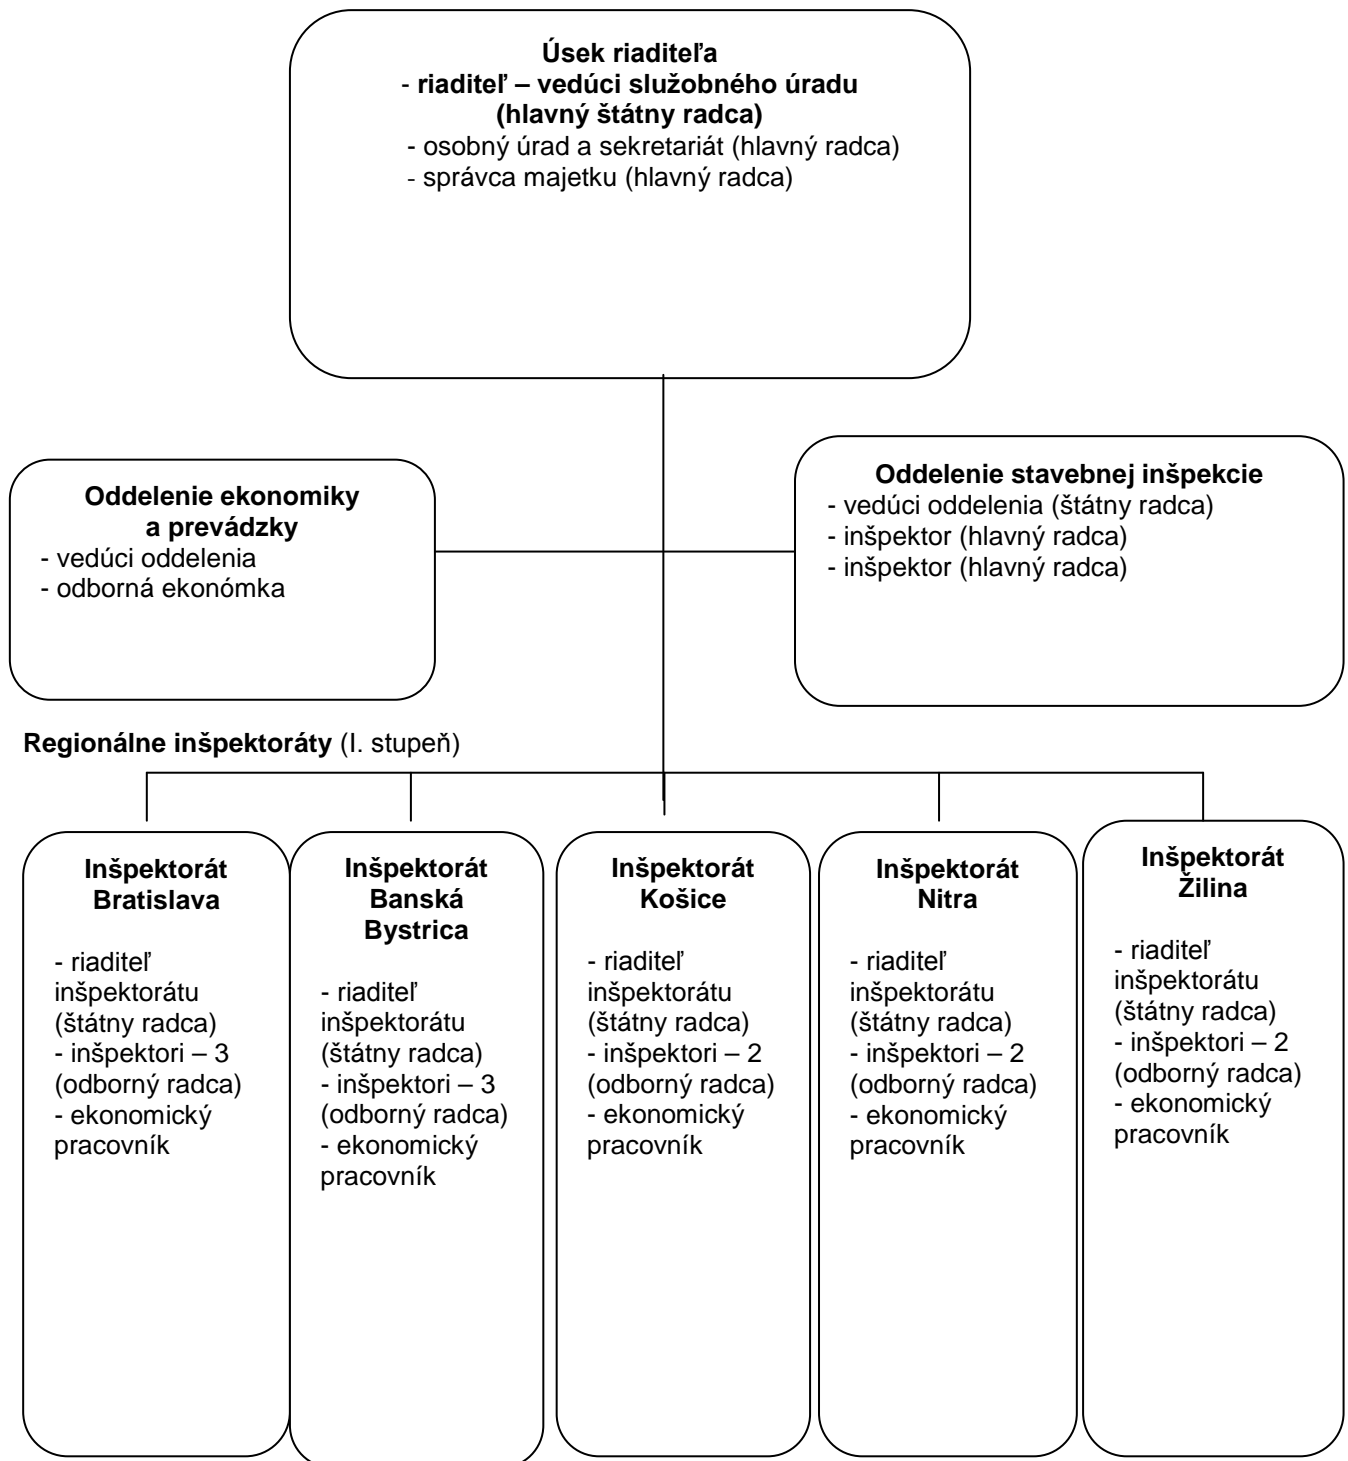 Úsek riaditeľa
- riaditeľ – vedúci služobného úradu
(hlavný štátny radca)
- osobný úrad a sekretariát (hlavný radca)
- správca majetku (hlavný radca)
Oddelenie ekonomiky
a prevádzky
- vedúci oddelenia
- odborná ekonómka
Oddelenie stavebnej inšpekcie
- vedúci oddelenia (štátny radca)
- inšpektor (hlavný radca)
- inšpektor (hlavný radca)
Regionálne inšpektoráty (I. stupeň)
Inšpektorát
Bratislava
- riaditeľ
inšpektorátu
(štátny radca)
- inšpektori – 3
(odborný radca)
- ekonomický
pracovník
Inšpektorát
Banská
Bystrica
- riaditeľ
inšpektorátu
(štátny radca)
- inšpektori – 3
(odborný radca)
- ekonomický
pracovník
Inšpektorát
Košice
- riaditeľ
inšpektorátu
(štátny radca)
- inšpektori – 2
(odborný radca)
- ekonomický
pracovník
Inšpektorát
Nitra
- riaditeľ
inšpektorátu
(štátny radca)
- inšpektori – 2
(odborný radca)
- ekonomický
pracovník
Inšpektorát
Žilina
- riaditeľ
inšpektorátu
(štátny radca)
- inšpektori – 2
(odborný radca)
- ekonomický
pracovník